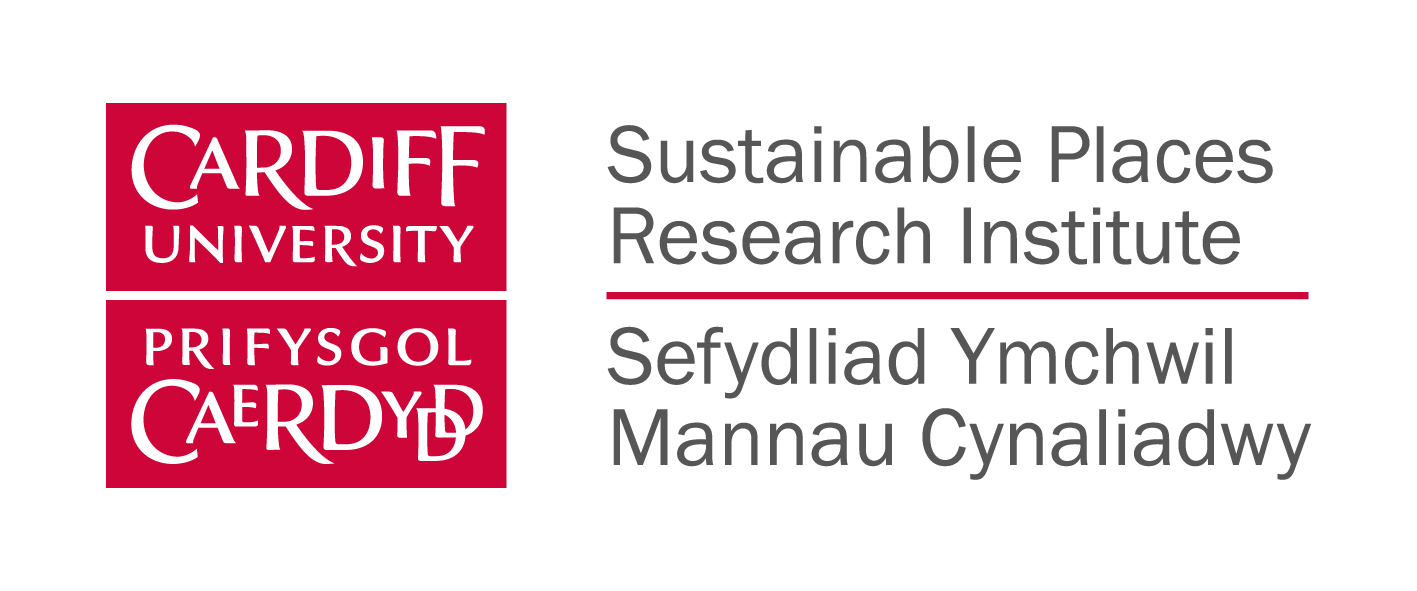 CARDIFF
UNIVERSITY
PRIFYSGOL
CAERDYDD
Sustainable Places
Research Institute
Sefydliad Ymchwil
Mannau Cynaliadwy